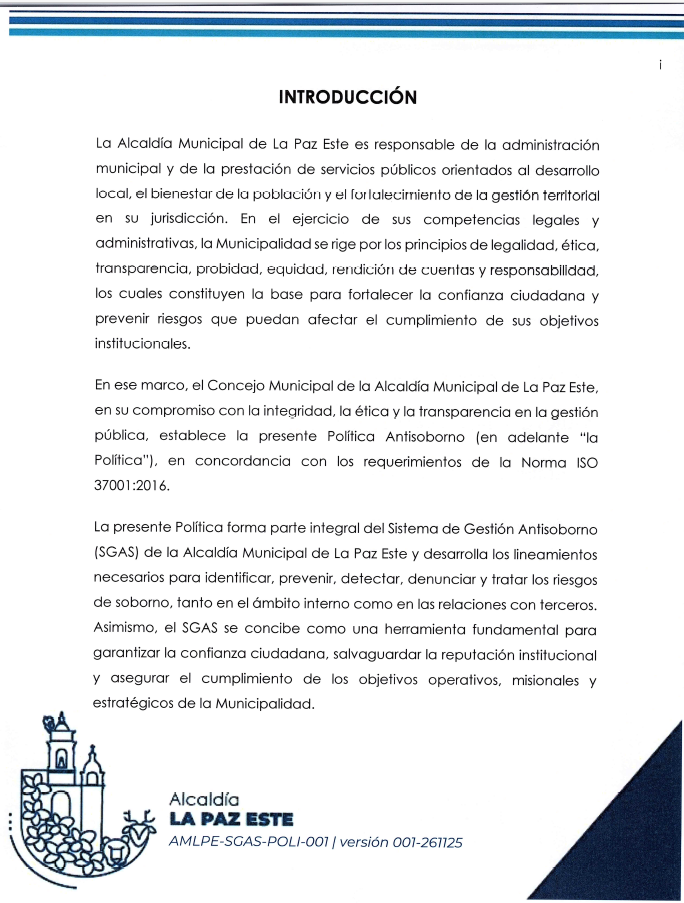 i
INTRODUCCIÓN
La Alcaldía Municipal de La Paz Este es responsable de la administración
municipal y de la prestación de servicios públicos orientados al desarrollo
local, el bienestar de la población y el fortalecimiento de la gestión territorial
en su jurisdicción. En el ejercicio de sus competencias legales y
administrativas, la Municipalidad se rige por los principios de legalidad, ética,
transparencia, probidad, equidad, rendición de cuentas y responsabilidad,
los cuales constituyen la base para fortalecer la confianza ciudadana y
prevenir riesgos que puedan afectar el cumplimiento de sus objetivos
institucionales.
En ese marco, el Concejo Municipal de la Alcaldía Municipal de La Paz Este,
en su compromiso con la integridad, la ética y la transparencia en la gestión
pública, establece la presente Política Antisoborno (en adelante “la
Política”), en concordancia con los requerimientos de la Norma ISO
37001:2016.
La presente Política forma parte integral del Sistema de Gestión Antisoborno
(SGAS) de la Alcaldía Municipal de La Paz Este y desarrolla los lineamientos
necesarios para identificar, prevenir, detectar, denunciar y tratar los riesgos
de soborno, tanto en el ámbito interno como en las relaciones con terceros.
Asimismo, el SGAS se concibe como una herramienta fundamental para
garantizar la confianza ciudadana, salvaguardar la reputación institucional
y asegurar el cumplimiento de los objetivos operativos, misionales y
estratégicos de la Municipalidad.
Alcaldía
LA PAZ ESTE
AMLPE-SGAS-POLI-001 | versión 001-261125